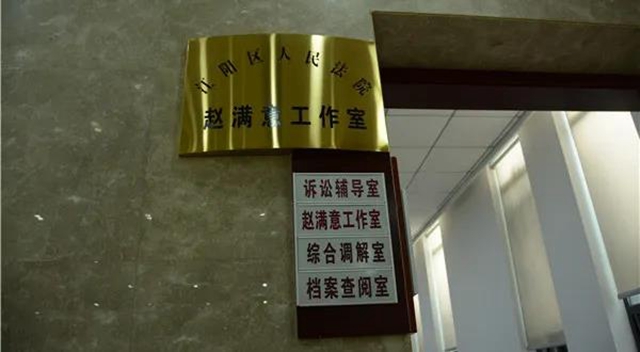 江阳区人民法院
赵满意工作室
诉讼辅导室
赵满意工作室
综合调解室
档案查阅室